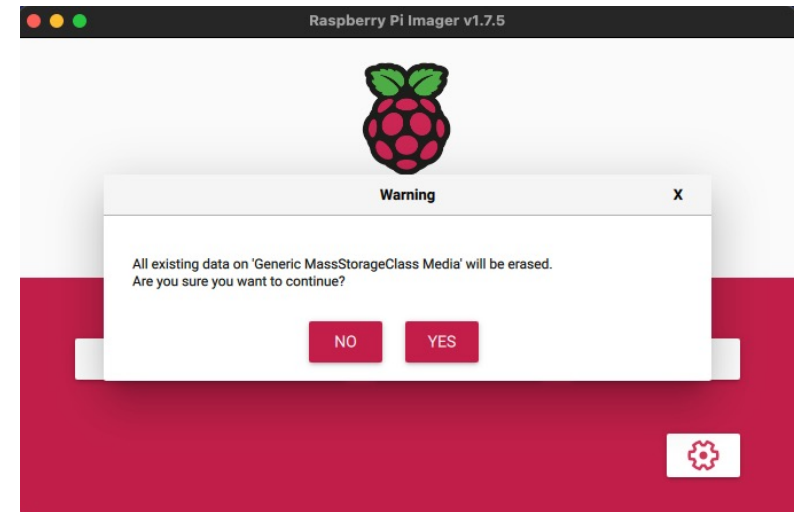 Raspberry Pi Imager v1.7.5
Warning
X
All existing data on 'Generic MassStorageClass Media' will be erased.
Are you sure you want to continue?
NO
YES